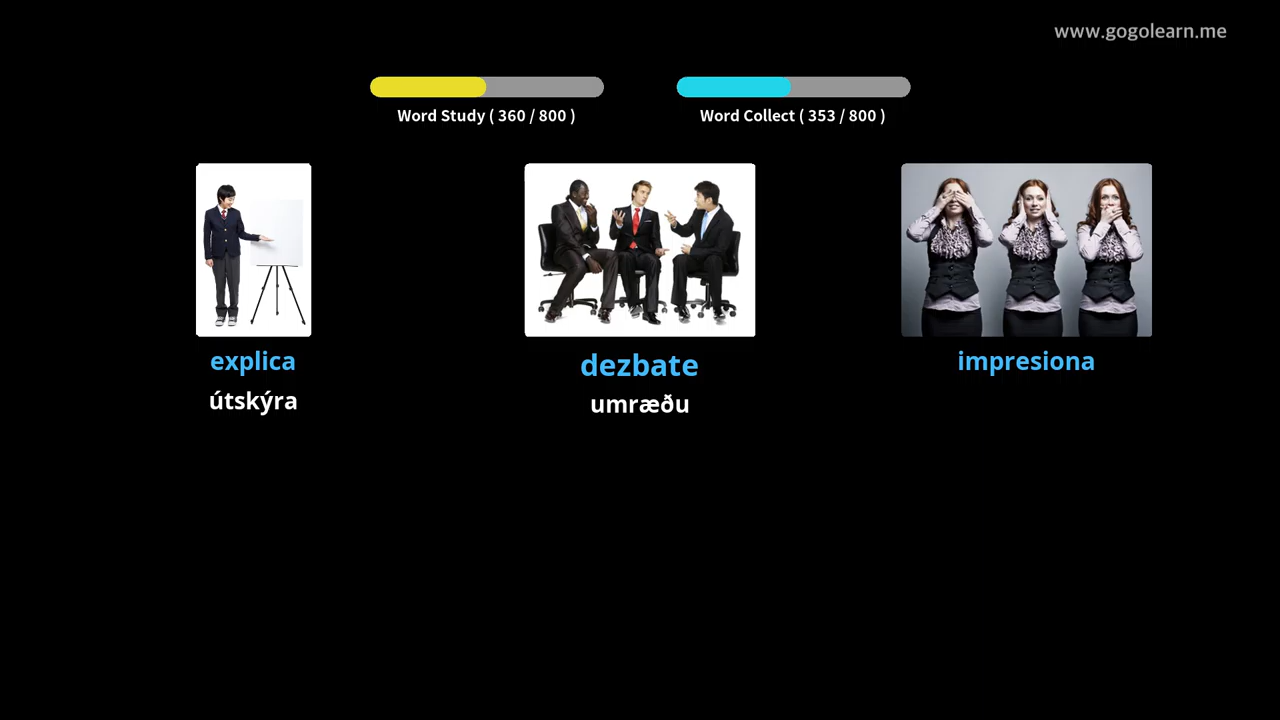 www.gogolearn.me
Word Study ( 360 / 800 )
Word Collect ( 353 / 800 )
explica
útskýra
dezbate
umræðu
impresiona